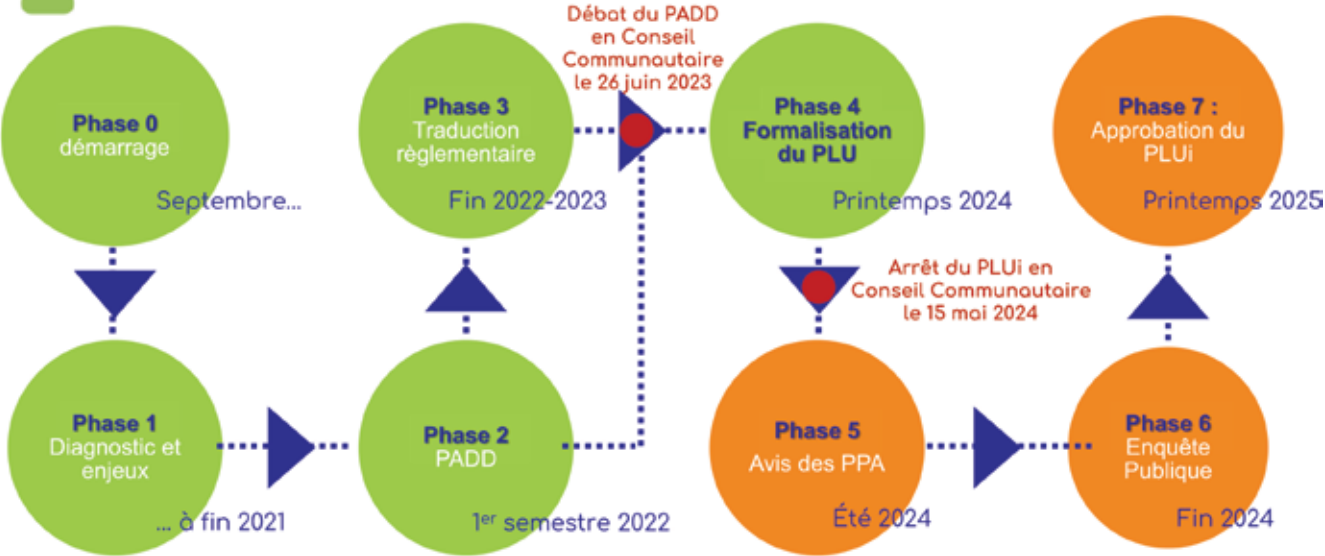 Phase 0
démarrage
Septembre...
Phase 1
Diagnostic et
enjeux
... à fin 2021
Phase 2
PADD
1er semestre 2022
Phase 3
Traduction
règlementaire
Fin 2022-2023
Débat du PADD
en Conseil
Communautaire
le 26 juin 2023
Phase 4
Formalisation
du PLU
Printemps 2024
Arrêt du PLUi en
Conseil Communautaire
le 15 mai 2024
Phase 5
Avis des PPA
Été 2024
Phase 6
Enquête
Publique
Fin 2024
Phase 7 :
Approbation du
PLUi
Printemps 2025